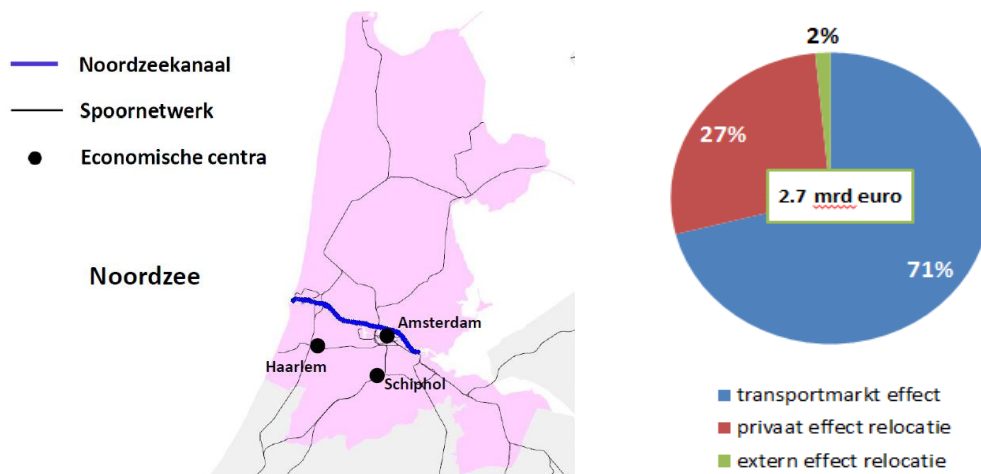 Noordzeekanaal
Spoornetwerk
Economische centra
Noordzee
Amsterdam
Haarlem
Schiphol
2%
27%
2.7 mrd euro
71%
transportmarkt effect
privaat effect relocatie
extern effect relocatie